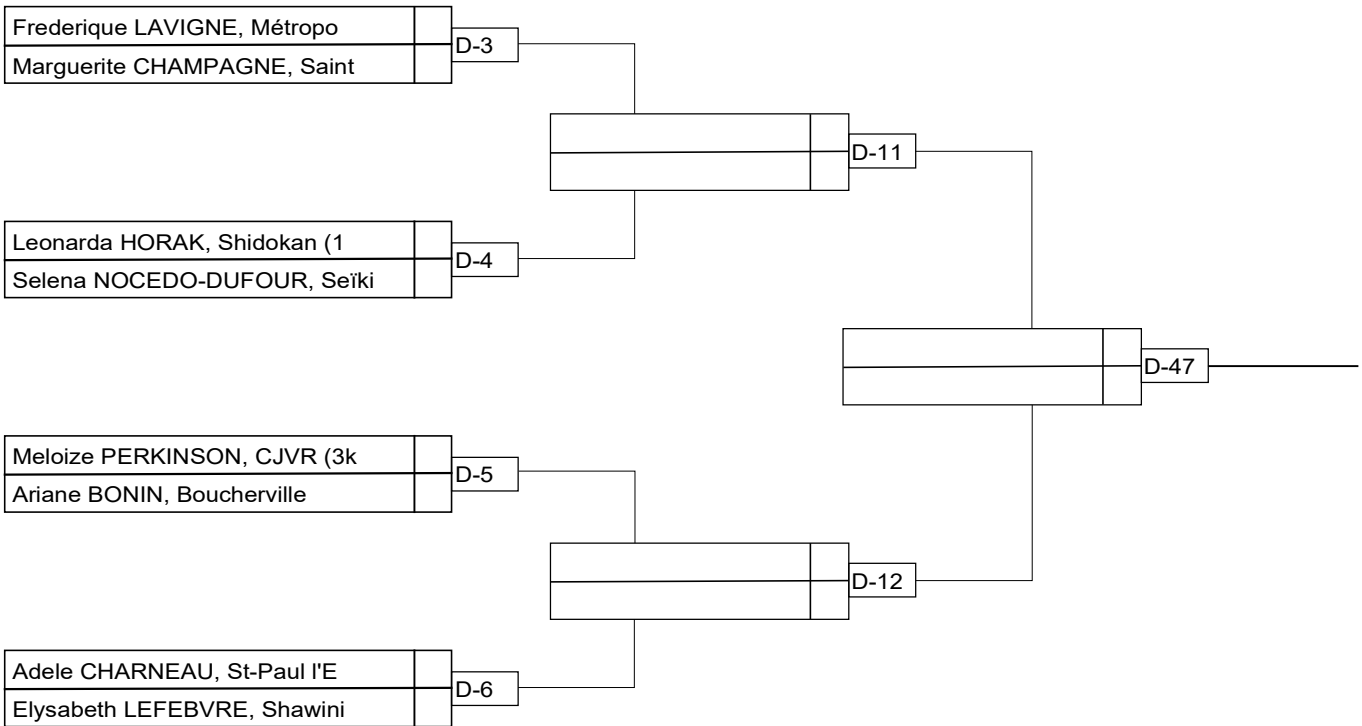 Frederique LAVIGNE, Métropo
D-3
Marguerite CHAMPAGNE, Saint
D-11
Leonarda HORAK, Shidokan (1
D-4
Selena NOCEDO-DUFOUR, Seïki
D-47
Meloize PERKINSON, CJVR (3k
D-5
Ariane BONIN, Boucherville
D-12
Adele CHARNEAU, St-Paul l'E
D-6
Elysabeth LEFEBVRE, Shawini